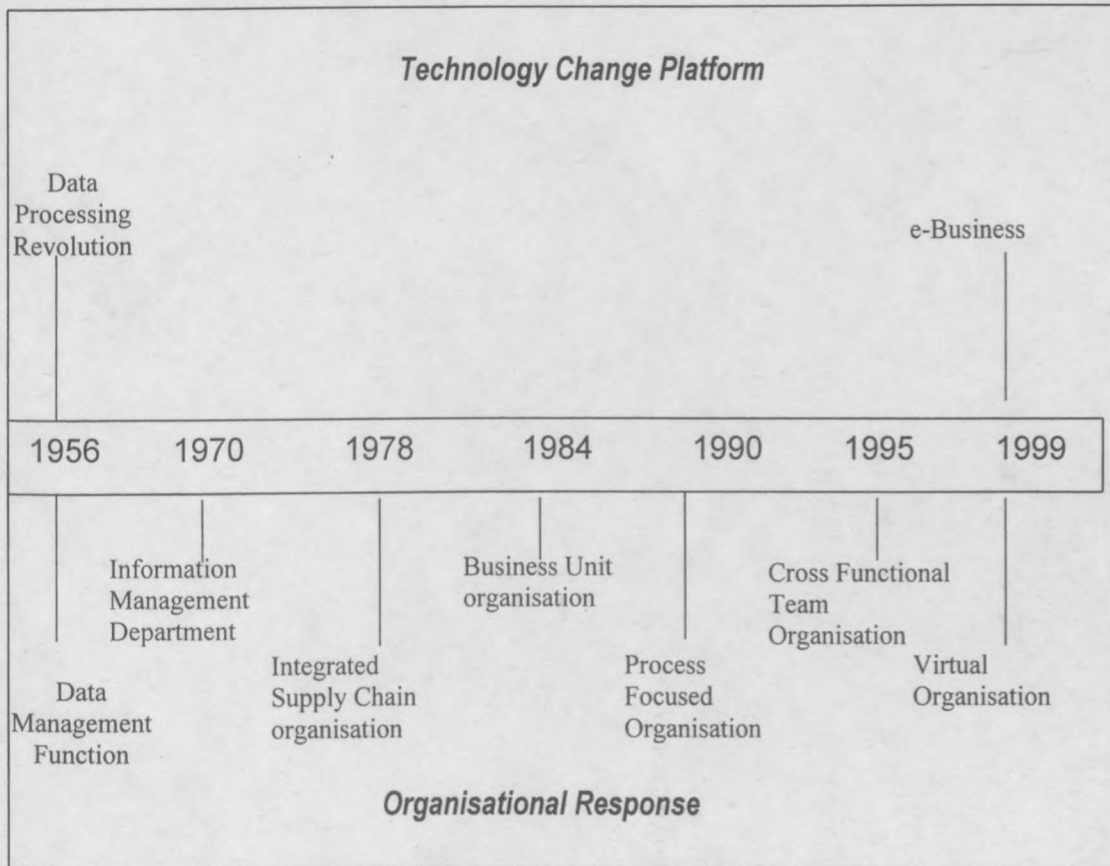 Technology Change Platform
Data
Processing
Revolution
e-Business
1956 1970 1978 1984 1990 1995 1999
Information
Management
Department
Business Unit
organisation
Cross Functional
Team
Organisation
Data
Management
Function
Integrated
Supply Chain
organisation
Process
Focused
Organisation
Virtual
Organisation
Organisational Response